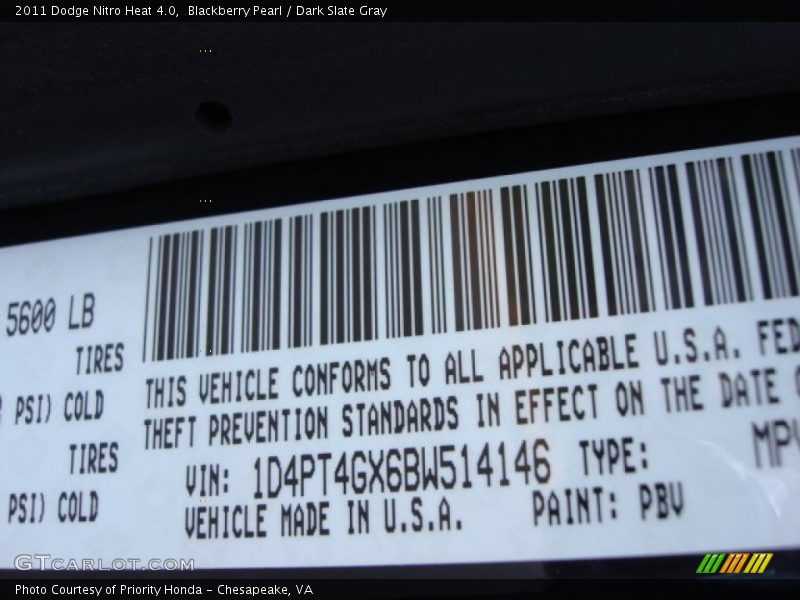 2011 Dodge Nitro Heat 4.0,  Blackberry Pearl / Dark Slate Gray
5600 LB
TIRES
PSI) COLD
TIRES
PSI) COLD
THIS VEHICLE CONFORMS TO ALL APPLICABLE U.S.A. FED
THEFT PREVENTION STANDARDS IN EFFECT ON THE DATE
VIN: 1D4PT4GX6BW514146 TYPE: MPV
VEHICLE MADE IN U.S.A. PAINT: PBV
GTCARLOT.COM
Photo Courtesy of Priority Honda - Chesapeake, VA